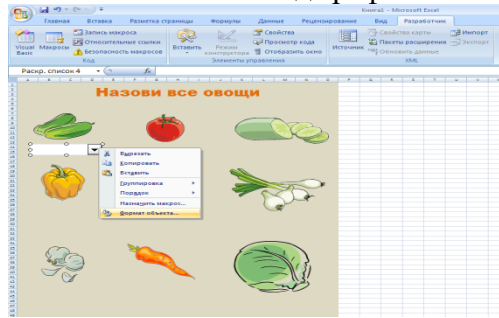 Книга1 - Microsoft Excel
Главная Вставка Разметка страницы Формулы Данные Рецензирование Вид Разработчик
Visual Basic Макросы Запись макроса Относительные ссылки Безопасность макросов
Вставить Режим конструктора Свойства Просмотр кода Отобразить окно
Источник Свойства карты Пакеты расширения Обновить данные Импорт Экспорт
Код Элементы управления XML
Раскр. список 4 fx
Назови все овощи
Вырезать
Копировать
Вставить
Группировка
Порядок
Назначить макрос...
Формат объекта...